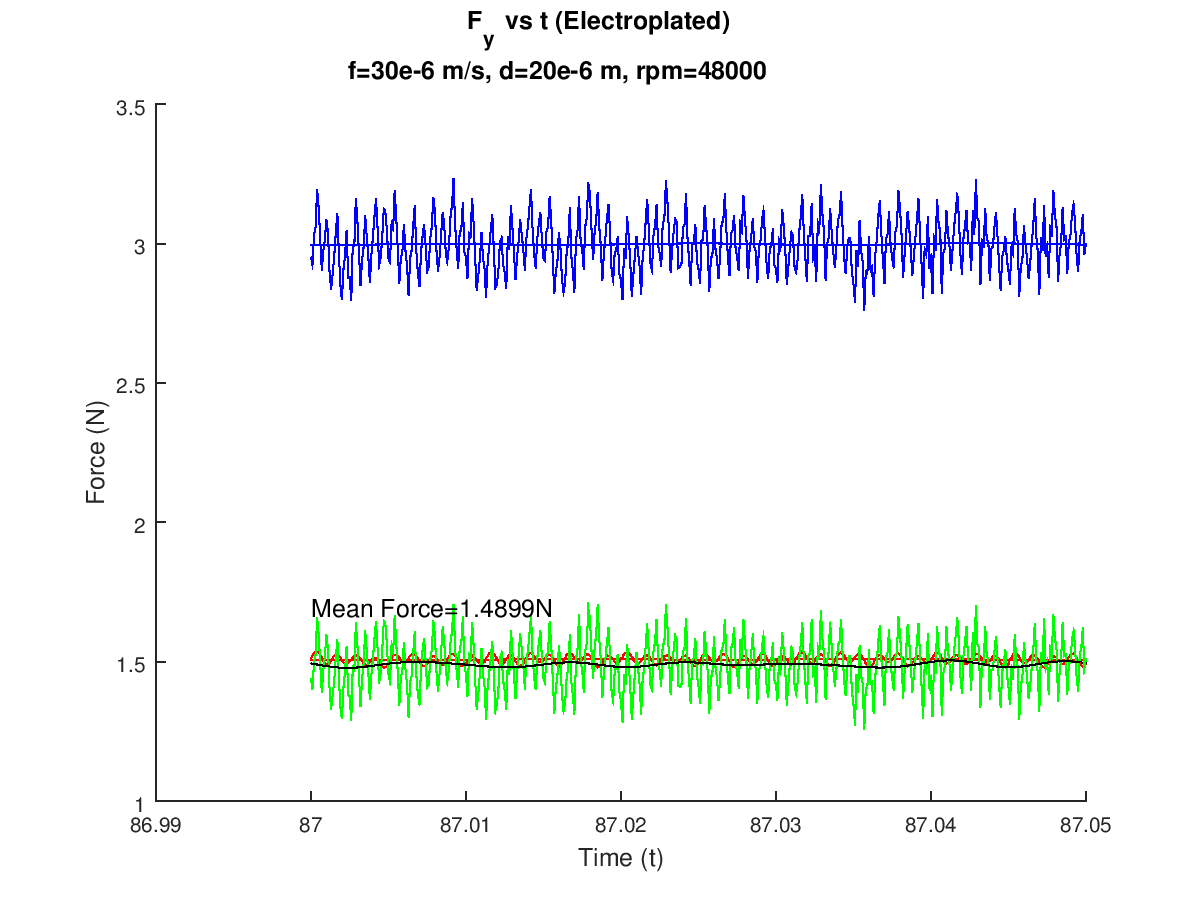 F_y vs t (Electroplated)
f=30e-6 m/s, d=20e-6 m, rpm=48000
3.5
3
2.5
2
1.5
1
Force (N)
Mean Force=1.4899N
86.99 87 87.01 87.02 87.03 87.04 87.05
Time (t)